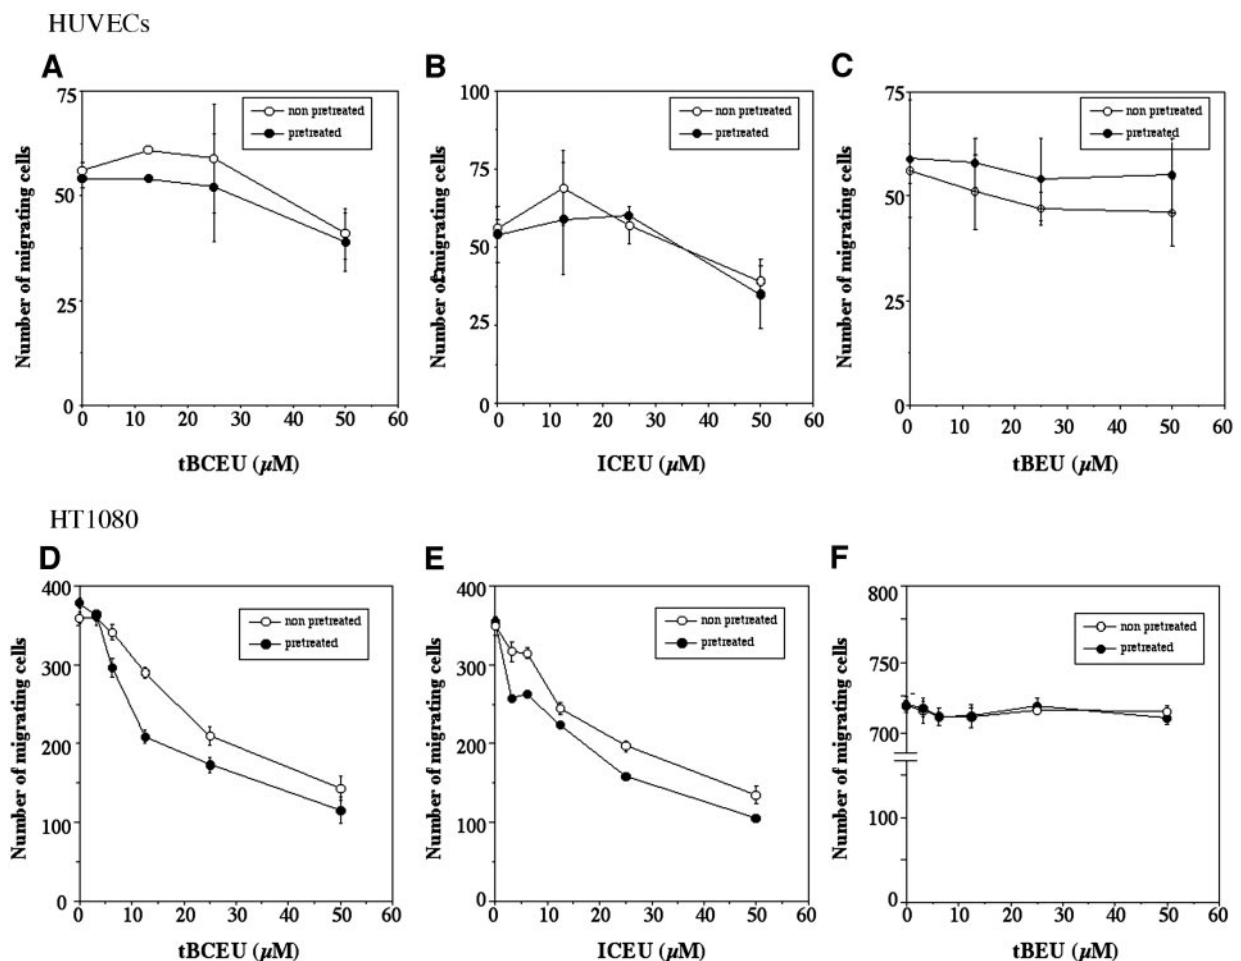 HUVECs
A
75
50
25
0
Number of migrating cells
non pretreated
pretreated
0 10 20 30 40 50 60
tBCEU (µM)
B
100
75
50
25
0
Number of migrating cells
non pretreated
pretreated
0 10 20 30 40 50 60
ICEU (µM)
C
75
50
25
0
Number of migrating cells
non pretreated
pretreated
0 10 20 30 40 50 60
tBEU (µM)
HT1080
D
400
300
200
100
0
Number of migrating cells
non pretreated
pretreated
0 10 20 30 40 50 60
tBCEU (µM)
E
400
300
200
100
0
Number of migrating cells
non pretreated
pretreated
0 10 20 30 40 50 60
ICEU (µM)
F
800
750
700
100
0
Number of migrating cells
non pretreated
pretreated
0 10 20 30 40 50 60
tBEU (µM)